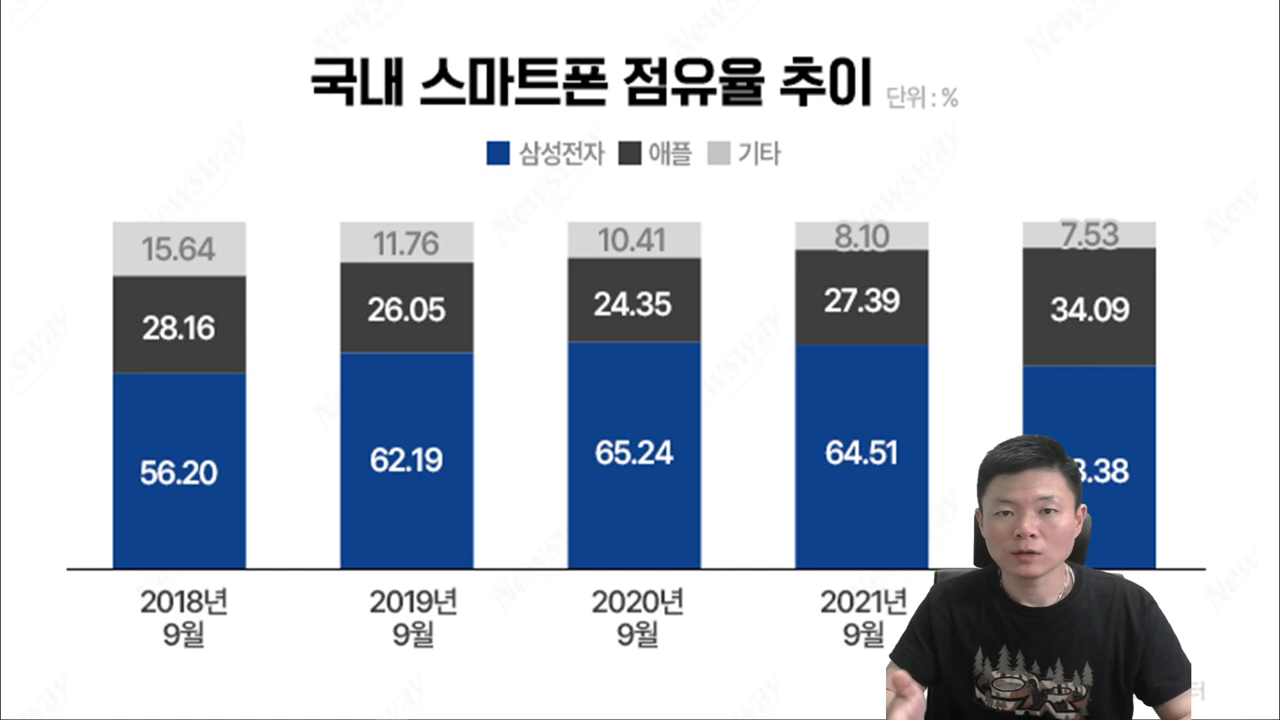 국내 스마트폰 점유율 추이 단위 : %
삼성전자 애플 기타
15.64 11.76 10.41 8.10 7.53
28.16 26.05 24.35 27.39 34.09
56.20 62.19 65.24 64.51 3.38
2018년 2019년 2020년 2021년
9월 9월 9월 9월
터
Newsway